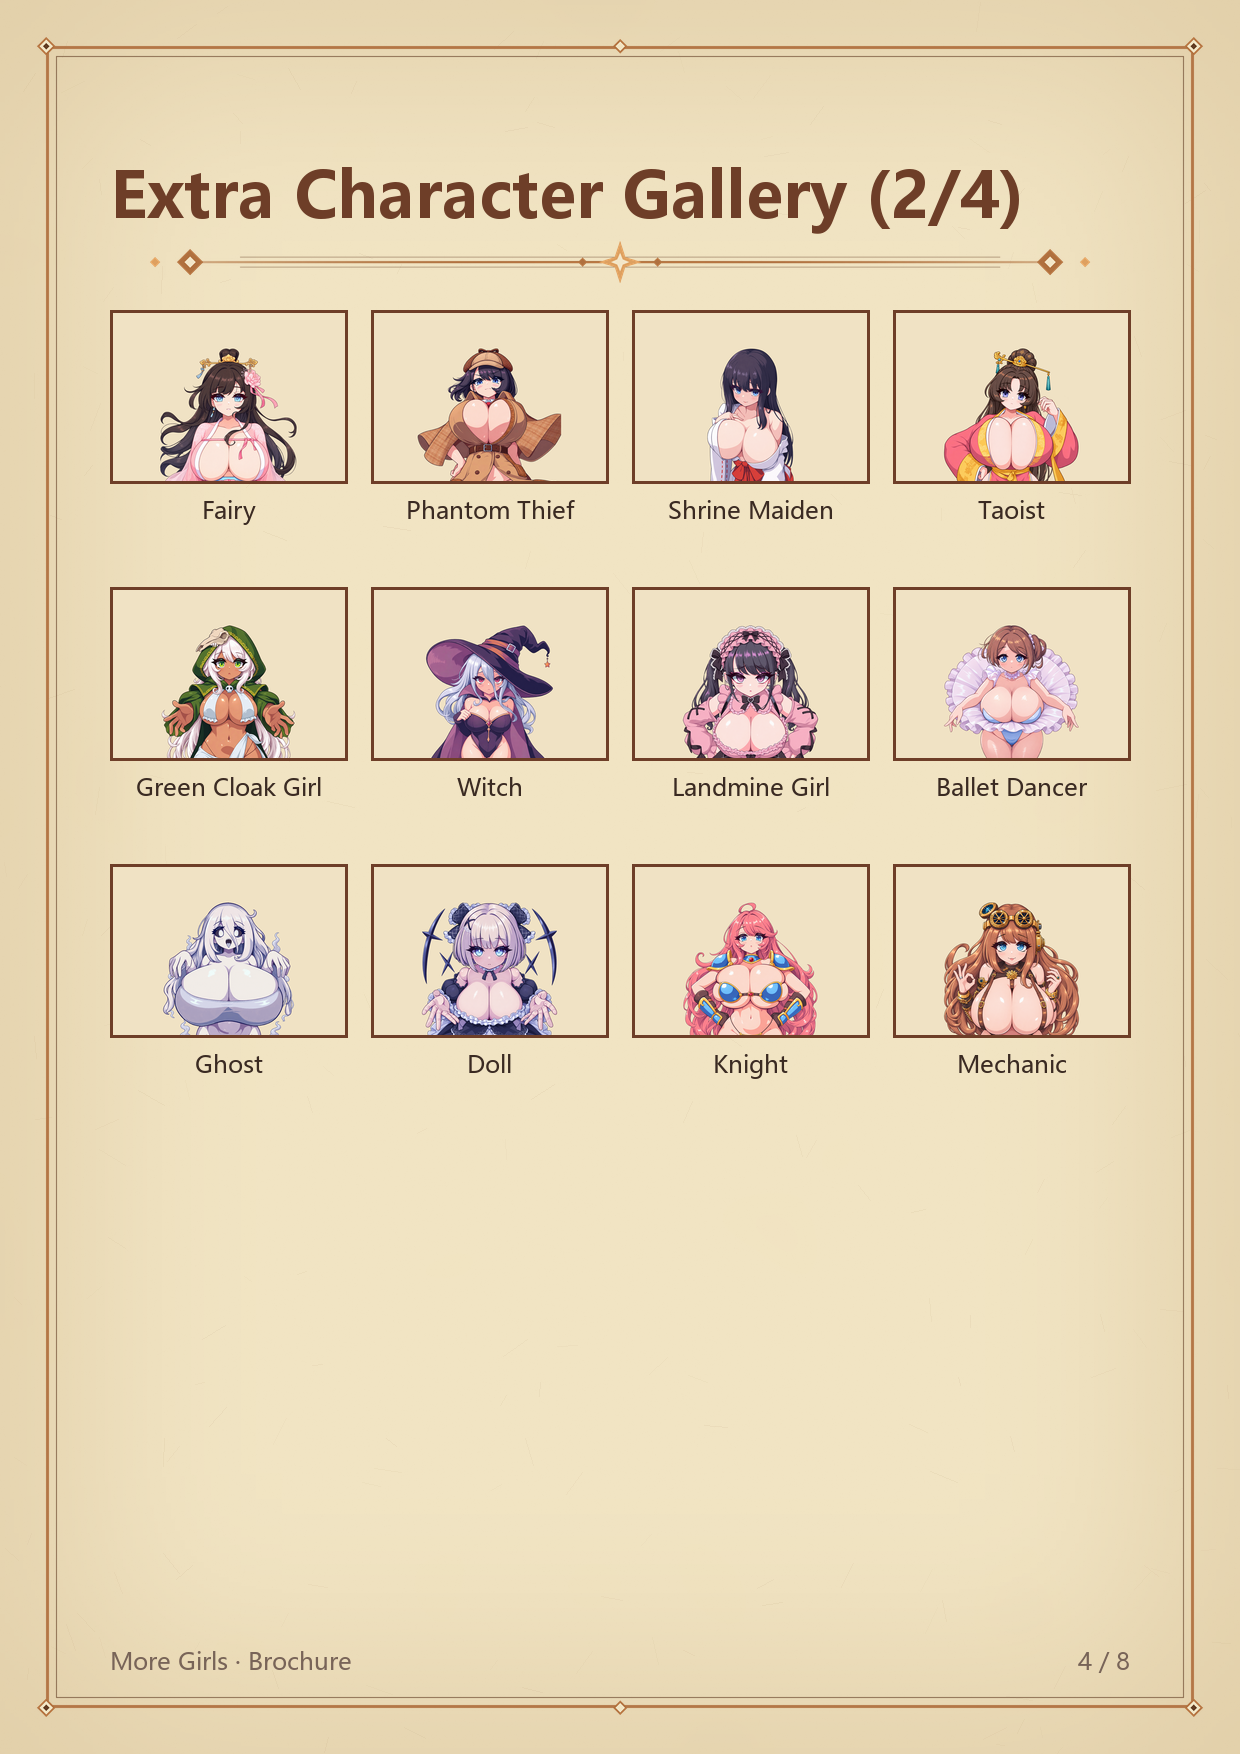 Extra Character Gallery (2/4)
Fairy
Phantom Thief
Shrine Maiden
Taoist
Green Cloak Girl
Witch
Landmine Girl
Ballet Dancer
Ghost
Doll
Knight
Mechanic
More Girls · Brochure
4 / 8